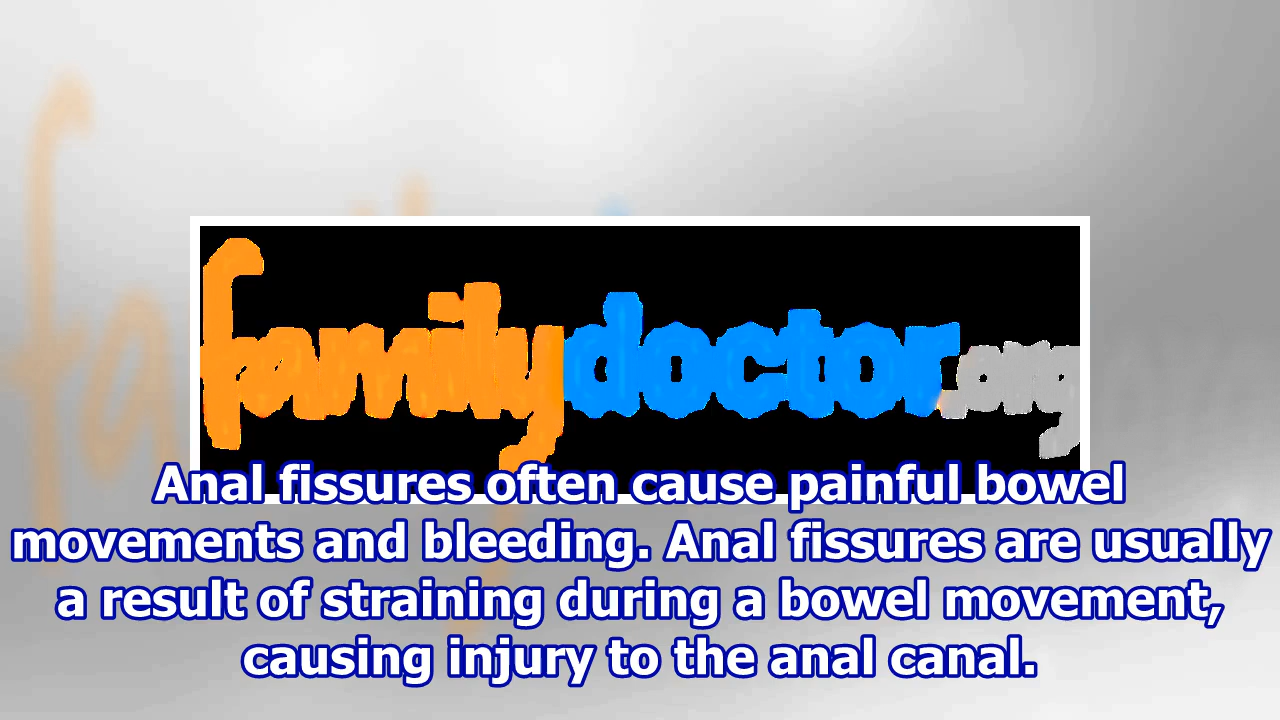 familydoctor.org
Anal fissures often cause painful bowel
movements and bleeding. Anal fissures are usually
a result of straining during a bowel movement,
causing injury to the anal canal.